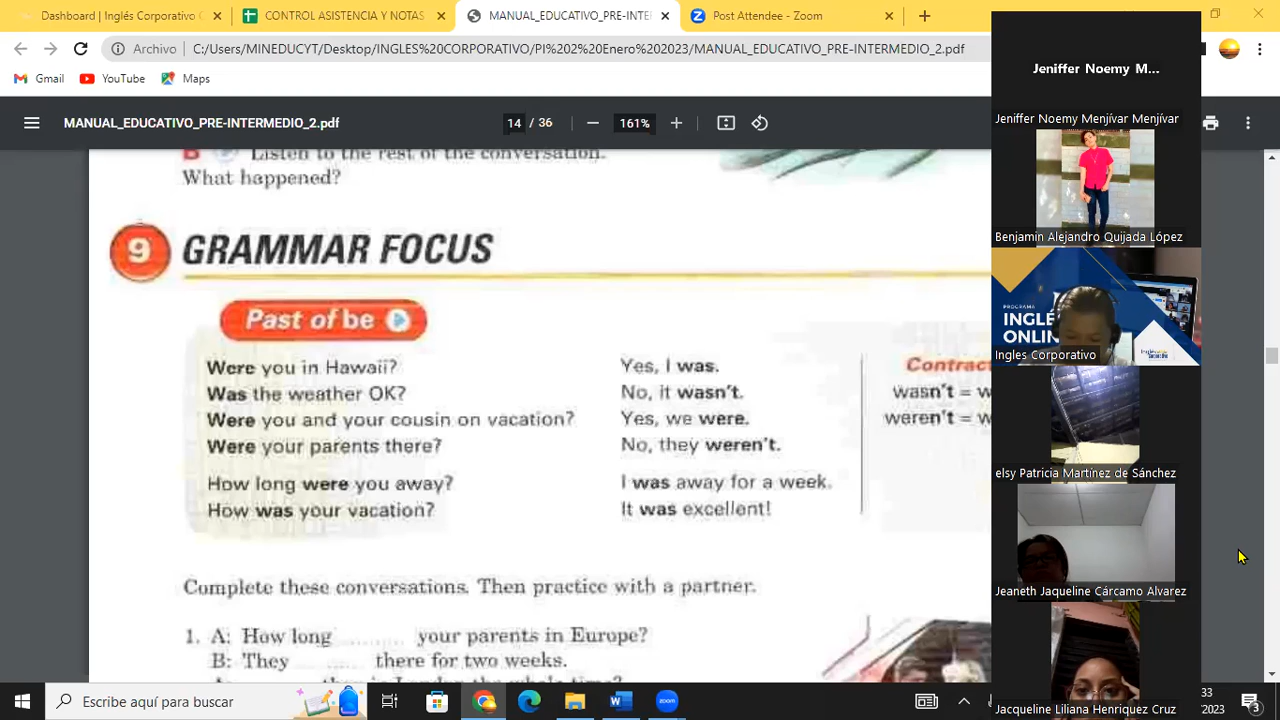 Dashboard | Inglés Corporativo
CONTROL ASISTENCIA Y NOTAS
MANUAL_EDUCATIVO_PRE-INTER
Post Attendee - Zoom
Archivo
C:/Users/MINEDUCYT/Desktop/INGLES%20CORPORATIVO/PI%202%20Enero%202023/MANUAL_EDUCATIVO_PRE-INTERMEDIO_2.pdf
Gmail
YouTube
Maps
MANUAL_EDUCATIVO_PRE-INTERMEDIO_2.pdf
14 / 36
161%
B Listen to the rest of the conversation.
What happened?
9 GRAMMAR FOCUS
Past of be
Were you in Hawaii? Yes, I was.
Was the weather OK? No, it wasn't.
Were you and your cousin on vacation? Yes, we were.
Were your parents there? No, they weren't.
How long were you away? I was away for a week.
How was your vacation? It was excellent!
Contract
wasn't = w
weren't = w
Complete these conversations. Then practice with a partner.
1. A: How long ......... your parents in Europe?
B: They ...... there for two weeks.
Jeniffer Noemy M...
Jeniffer Noemy Menjívar Menjívar
Benjamin Alejandro Quijada López
PROGRAMA
INGLÉ
ONLIN
Ingles Corporativo
elsy Patricia Martínez de Sánchez
Jeaneth Jaqueline Cárcamo Alvarez
Jacqueline Liliana Henriquez Cruz
Escribe aquí para buscar
zoom
33
/2023
3